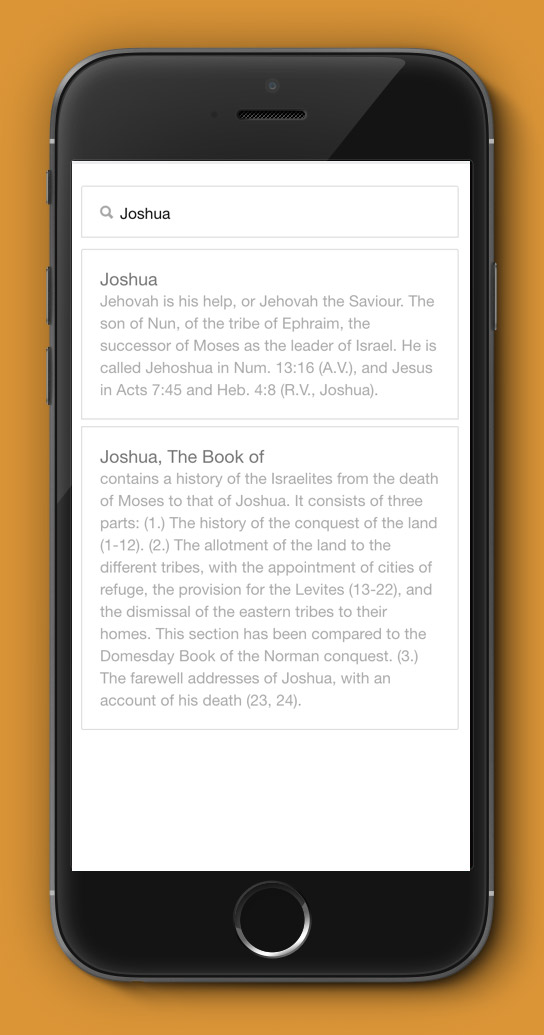 Joshua
Joshua
Jehovah is his help, or Jehovah the Saviour. The
son of Nun, of the tribe of Ephraim, the
successor of Moses as the leader of Israel. He is
called Jehoshua in Num. 13:16 (A.V.), and Jesus
in Acts 7:45 and Heb. 4:8 (R.V., Joshua).
Joshua, The Book of
contains a history of the Israelites from the death
of Moses to that of Joshua. It consists of three
parts: (1.) The history of the conquest of the land
(1-12). (2.) The allotment of the land to the
different tribes, with the appointment of cities of
refuge, the provision for the Levites (13-22), and
the dismissal of the eastern tribes to their
homes. This section has been compared to the
Domesday Book of the Norman conquest. (3.)
The farewell addresses of Joshua, with an
account of his death (23, 24).